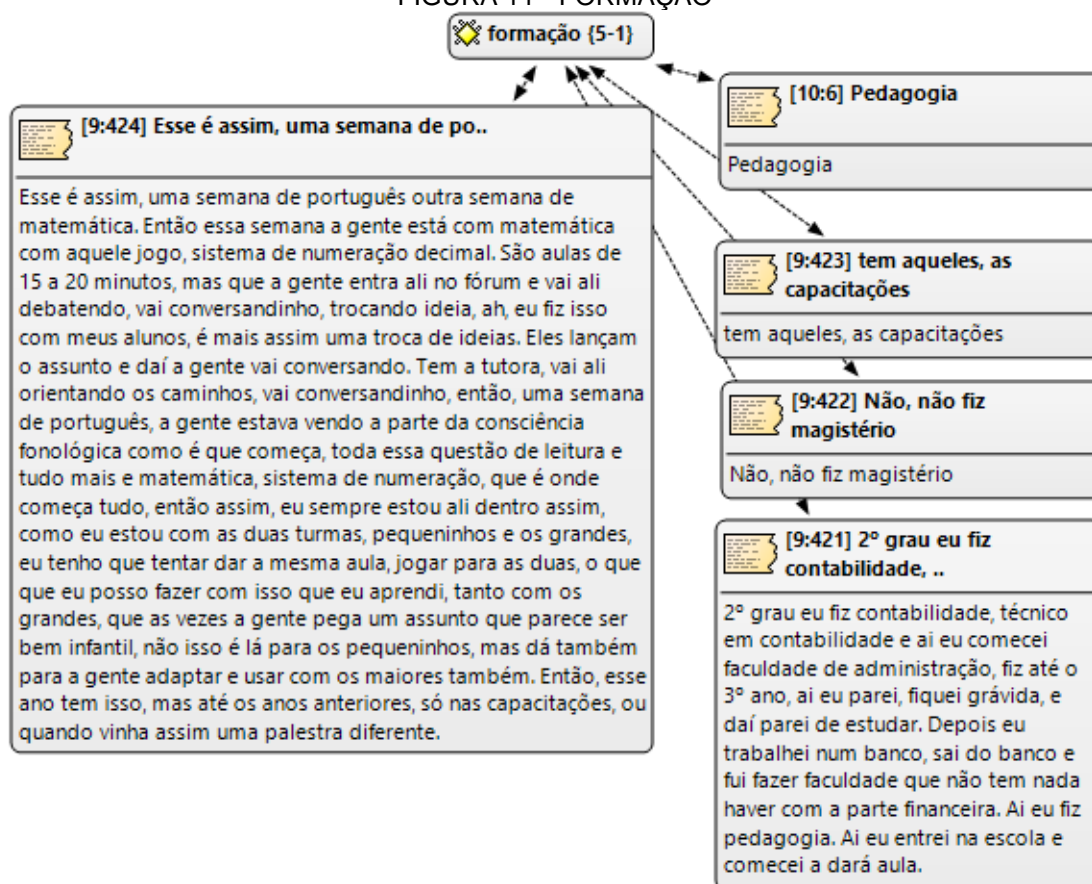 FIGURA 11 - FORMAÇÃO
formação {5-1}
[9:424] Esse é assim, uma semana de po..
Esse é assim, uma semana de português outra semana de
matemática. Então essa semana a gente está com matemática
com aquele jogo, sistema de numeração decimal. São aulas de
15 a 20 minutos, mas que a gente entra ali no fórum e vai ali
debatendo, vai conversandinho, trocando ideia, ah, eu fiz isso
com meus alunos, é mais assim uma troca de ideias. Eles lançam
o assunto e daí a gente vai conversando. Tem a tutora, vai ali
orientando os caminhos, vai conversandinho, então, uma semana
de português, a gente estava vendo a parte da consciência
fonológica como é que começa, toda essa questão de leitura e
tudo mais e matemática, sistema de numeração, que é onde
começa tudo, então assim, eu sempre estou ali dentro assim,
como eu estou com as duas turmas, pequeninhos e os grandes,
eu tenho que tentar dar a mesma aula, jogar para as duas, o que
que eu posso fazer com isso que eu aprendi, tanto com os
grandes, que as vezes a gente pega um assunto que parece ser
bem infantil, não isso é lá para os pequeninhos, mas dá também
para a gente adaptar e usar com os maiores também. Então, esse
ano tem isso, mas até os anos anteriores, só nas capacitações, ou
quando vinha assim uma palestra diferente.
[10:6] Pedagogia
Pedagogia
[9:423] tem aqueles, as
capacitações
tem aqueles, as capacitações
[9:422] Não, não fiz
magistério
Não, não fiz magistério
[9:421] 2º grau eu fiz
contabilidade, ..
2º grau eu fiz contabilidade, técnico
em contabilidade e ai eu comecei
faculdade de administração, fiz até o
3º ano, ai eu parei, fiquei grávida, e
daí parei de estudar. Depois eu
trabalhei num banco, sai do banco e
fui fazer faculdade que não tem nada
haver com a parte financeira. Ai eu fiz
pedagogia. Ai eu entrei na escola e
comecei a dará aula.